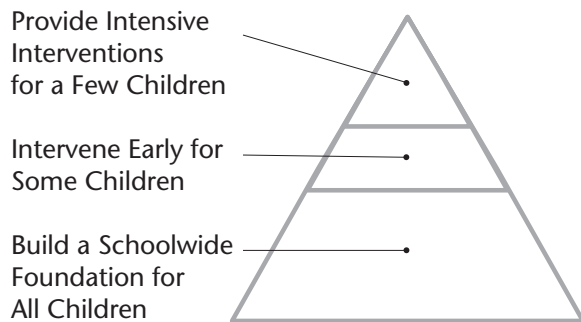 Provide Intensive
Interventions
for a Few Children
Intervene Early for
Some Children
Build a Schoolwide
Foundation for
All Children